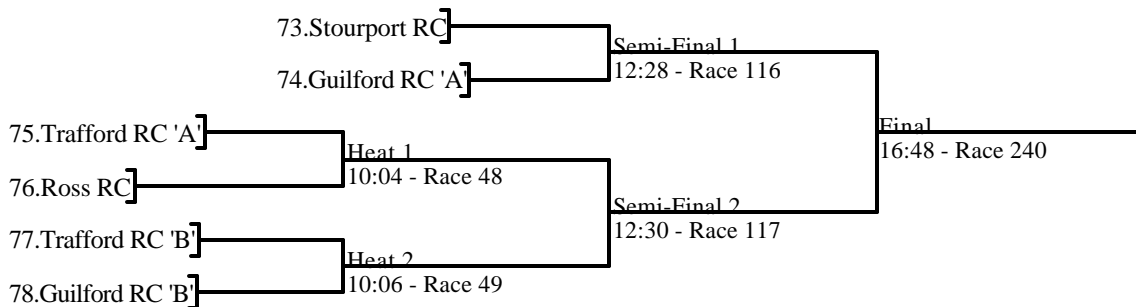 73.Stourport RC
Semi-Final 1
12:28 - Race 116
74.Guilford RC 'A'
75.Trafford RC 'A'
Final
16:48 - Race 240
Heat 1
10:04 - Race 48
76.Ross RC
Semi-Final 2
12:30 - Race 117
77.Trafford RC 'B'
Heat 2
10:06 - Race 49
78.Guilford RC 'B'